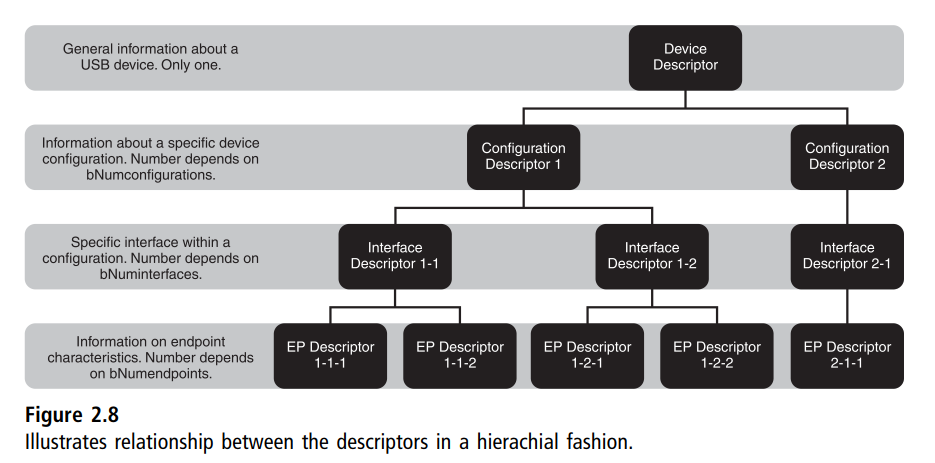 General information about a
USB device. Only one.
Device
Descriptor
Information about a specific device
configuration. Number depends on
bNumconfigurations.
Configuration
Descriptor 1
Configuration
Descriptor 2
Specific interface within a
configuration. Number depends on
bNuminterfaces.
Interface
Descriptor 1-1
Interface
Descriptor 1-2
Interface
Descriptor 2-1
Information on endpoint
characteristics. Number depends
on bNumendpoints.
EP Descriptor
1-1-1
EP Descriptor
1-1-2
EP Descriptor
1-2-1
EP Descriptor
1-2-2
EP Descriptor
2-1-1
Figure 2.8
Illustrates relationship between the descriptors in a hierachial fashion.